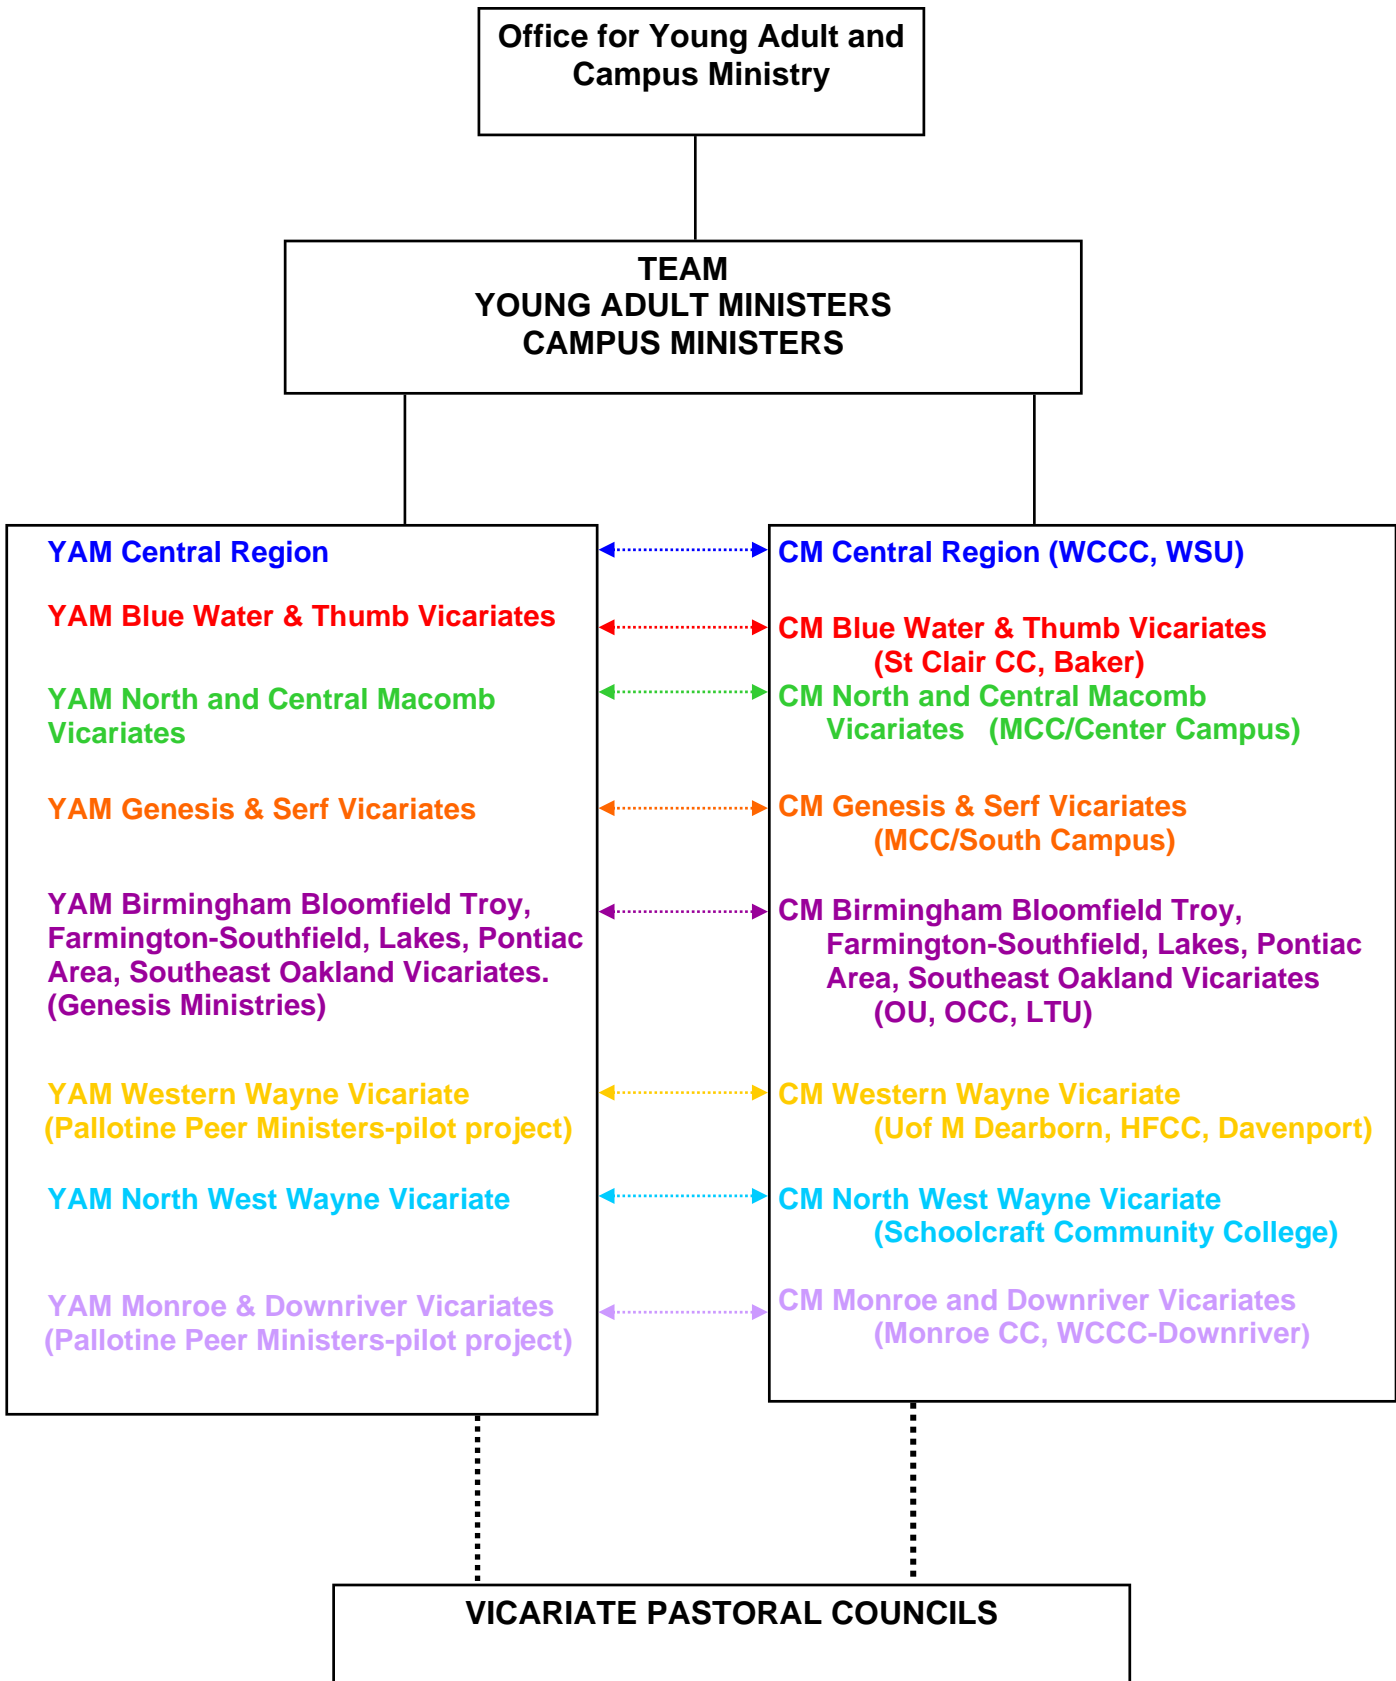 Office for Young Adult and
Campus Ministry
TEAM
YOUNG ADULT MINISTERS
CAMPUS MINISTERS
YAM Central Region
YAM Blue Water & Thumb Vicariates
YAM North and Central Macomb
Vicariates
YAM Genesis & Serf Vicariates
YAM Birmingham Bloomfield Troy,
Farmington-Southfield, Lakes, Pontiac
Area, Southeast Oakland Vicariates.
(Genesis Ministries)
YAM Western Wayne Vicariate
(Pallotine Peer Ministers-pilot project)
YAM North West Wayne Vicariate
YAM Monroe & Downriver Vicariates
(Pallotine Peer Ministers-pilot project)
CM Central Region (WCCC, WSU)
CM Blue Water & Thumb Vicariates
(St Clair CC, Baker)
CM North and Central Macomb
Vicariates (MCC/Center Campus)
CM Genesis & Serf Vicariates
(MCC/South Campus)
CM Birmingham Bloomfield Troy,
Farmington-Southfield, Lakes, Pontiac
Area, Southeast Oakland Vicariates
(OU, OCC, LTU)
CM Western Wayne Vicariate
(Uof M Dearborn, HFCC, Davenport)
CM North West Wayne Vicariate
(Schoolcraft Community College)
CM Monroe and Downriver Vicariates
(Monroe CC, WCCC-Downriver)
VICARIATE PASTORAL COUNCILS